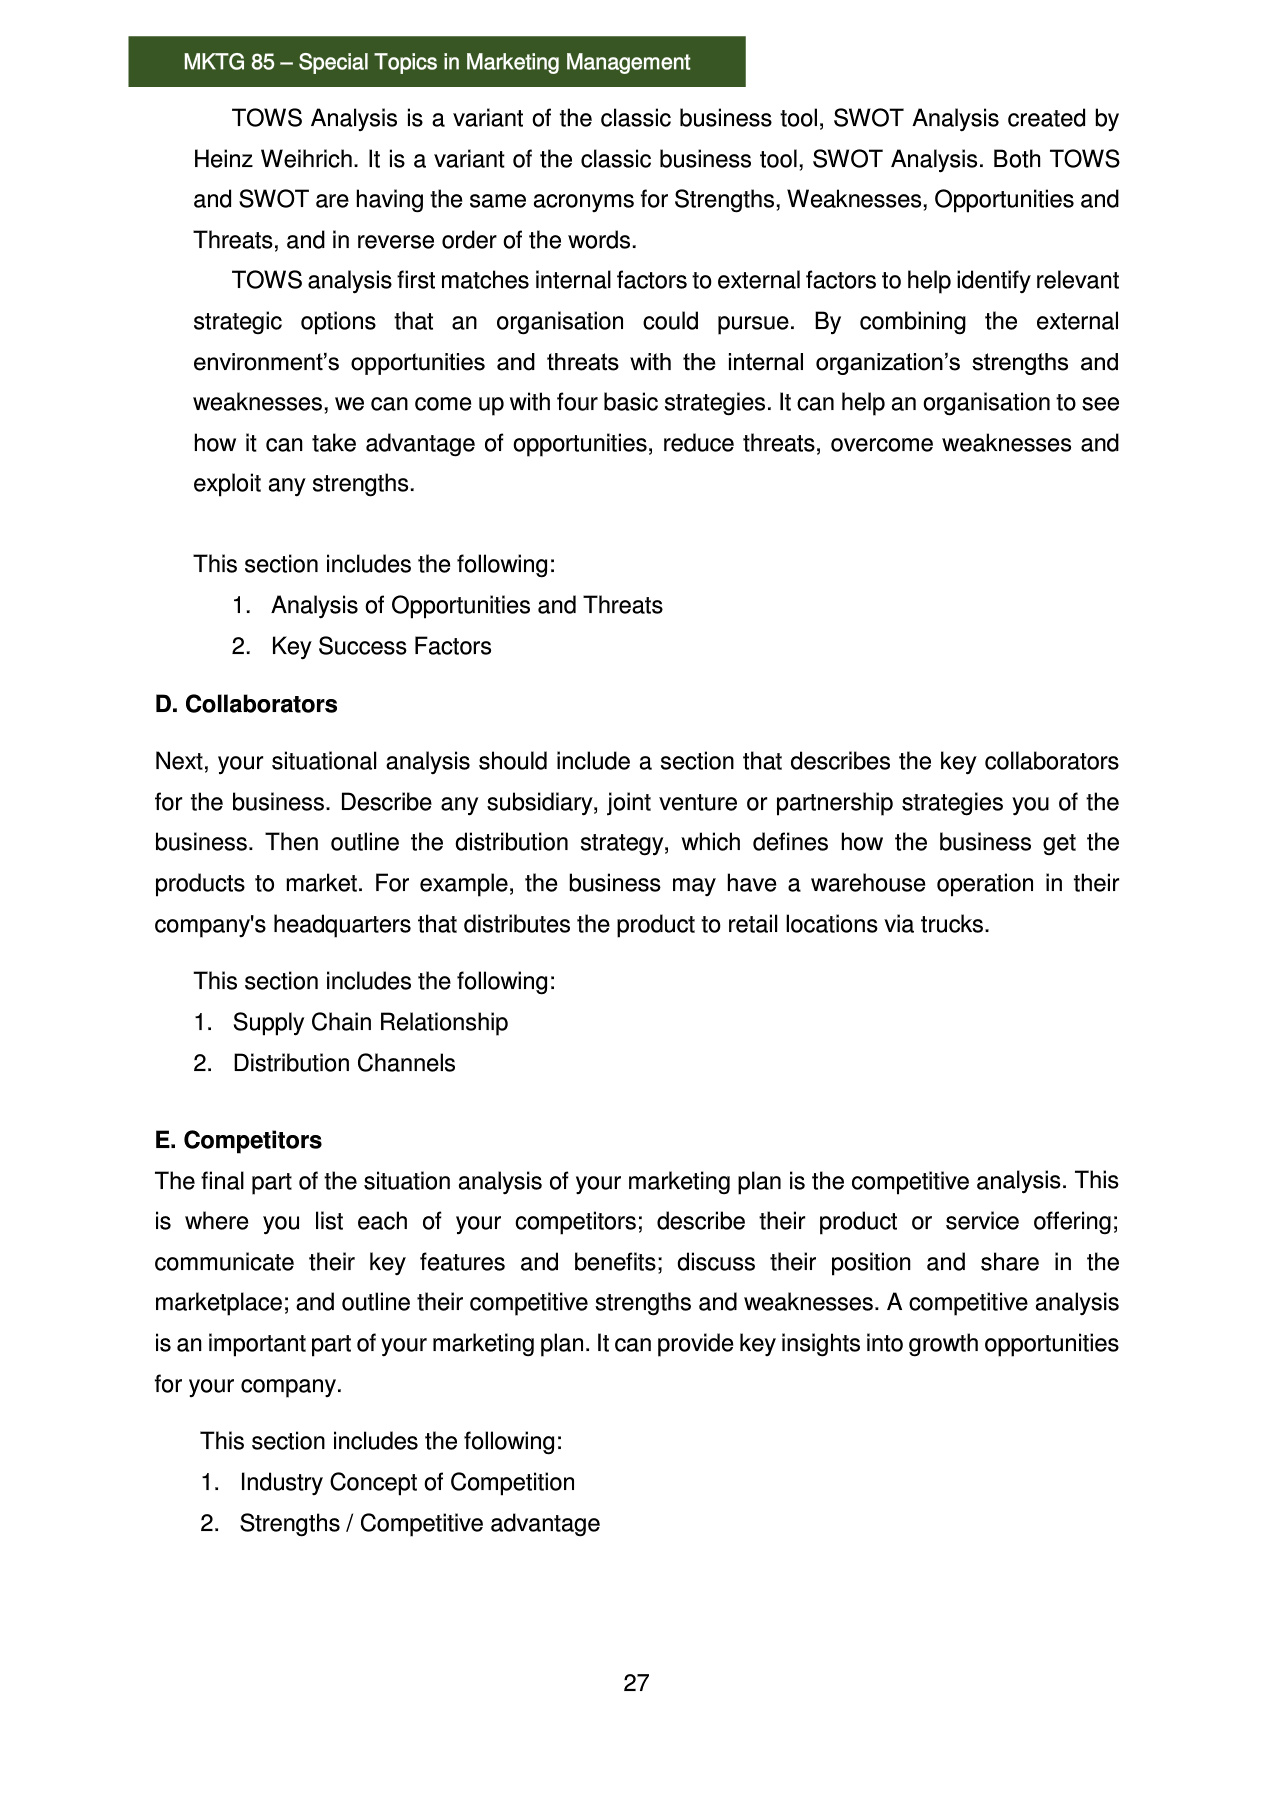 MKTG 85 – Special Topics in Marketing Management
TOWS Analysis is a variant of the classic business tool, SWOT Analysis created by
Heinz Weihrich. It is a variant of the classic business tool, SWOT Analysis. Both TOWS
and SWOT are having the same acronyms for Strengths, Weaknesses, Opportunities and
Threats, and in reverse order of the words.
TOWS analysis first matches internal factors to external factors to help identify relevant
strategic options that an organisation could pursue. By combining the external
environment’s opportunities and threats with the internal organization’s strengths and
weaknesses, we can come up with four basic strategies. It can help an organisation to see
how it can take advantage of opportunities, reduce threats, overcome weaknesses and
exploit any strengths.
This section includes the following:
1. Analysis of Opportunities and Threats
2. Key Success Factors
D. Collaborators
Next, your situational analysis should include a section that describes the key collaborators
for the business. Describe any subsidiary, joint venture or partnership strategies you of the
business. Then outline the distribution strategy, which defines how the business get the
products to market. For example, the business may have a warehouse operation in their
company's headquarters that distributes the product to retail locations via trucks.
This section includes the following:
1. Supply Chain Relationship
2. Distribution Channels
E. Competitors
The final part of the situation analysis of your marketing plan is the competitive analysis. This
is where you list each of your competitors; describe their product or service offering;
communicate their key features and benefits; discuss their position and share in the
marketplace; and outline their competitive strengths and weaknesses. A competitive analysis
is an important part of your marketing plan. It can provide key insights into growth opportunities
for your company.
This section includes the following:
1. Industry Concept of Competition
2. Strengths / Competitive advantage
27